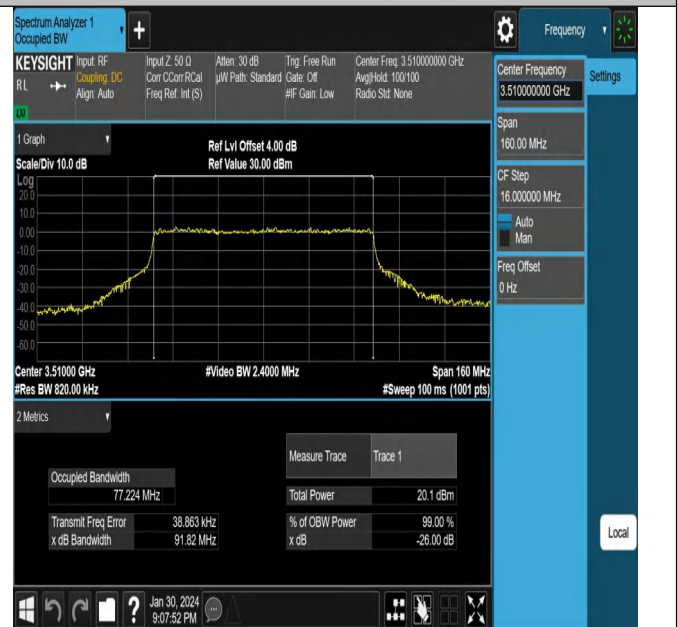 Spectrum Analyzer 1
Occupied BW
+
Frequency
KEYSIGHT
RL
LXI
Input: RF
Coupling: DC
Align: Auto
Input Z: 50 Ω
Corr CCorr RCal
Freq Ref: Int (S)
Atten: 30 dB
µW Path: Standard
Trig: Free Run
Gate: Off
#IF Gain: Low
Center Freq: 3.510000000 GHz
Avg|Hold: 100/100
Radio Std: None
Center Frequency
3.510000000 GHz
Settings
Span
160.00 MHz
CF Step
16.000000 MHz
Auto
Man
Freq Offset
0 Hz
1 Graph
Scale/Div 10.0 dB
Ref Lvl Offset 4.00 dB
Ref Value 30.00 dBm
Log
20.0
10.0
0.00
-10.0
-20.0
-30.0
-40.0
-50.0
-60.0
Center 3.51000 GHz
#Video BW 2.4000 MHz
Span 160 MHz
#Res BW 820.00 kHz
#Sweep 100 ms (1001 pts)
2 Metrics
Measure Trace
Trace 1
Occupied Bandwidth
77.224 MHz
Total Power
20.1 dBm
Transmit Freq Error
38.863 kHz
% of OBW Power
99.00 %
x dB Bandwidth
91.82 MHz
x dB
-26.00 dB
Local
?
Jan 30, 2024
9:07:52 PM